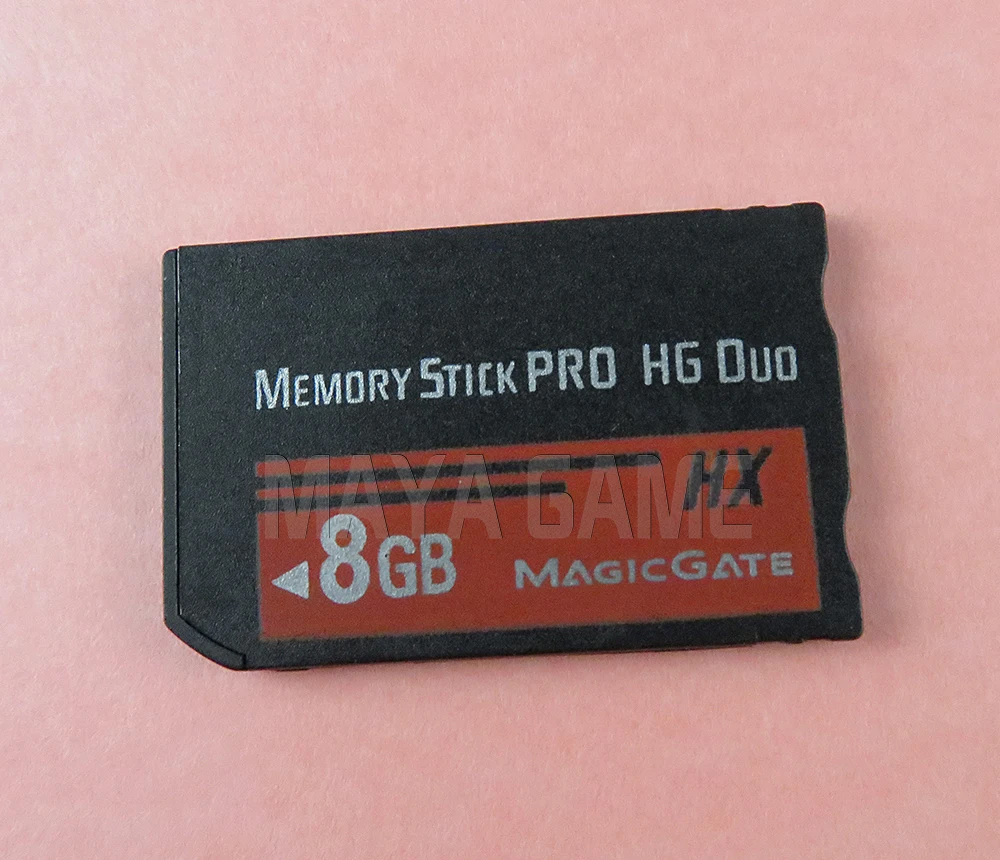 MEMORY STICK PRO HG DUO
HX
MAYA GAME
8GB
MAGICGATE